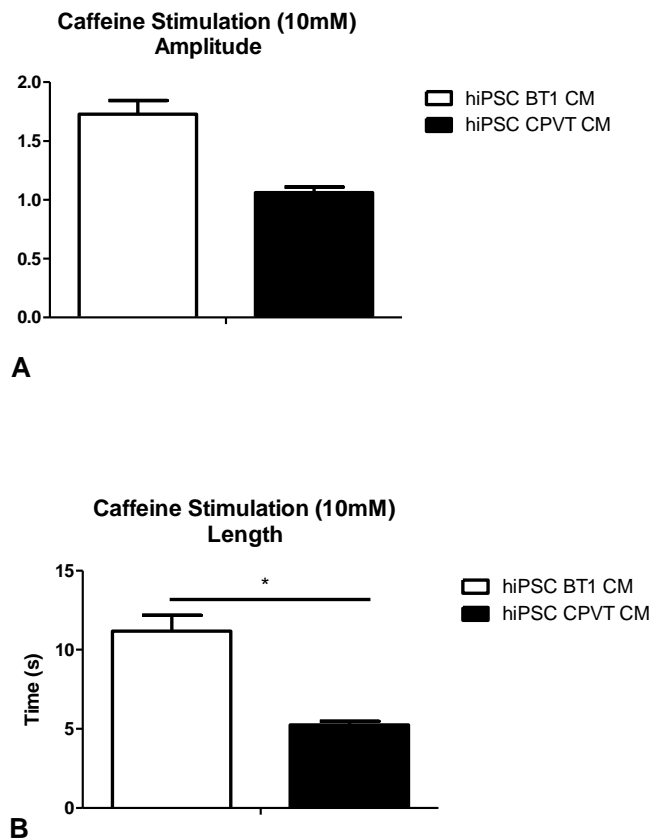 Caffeine Stimulation (10mM)
Amplitude
2.0
1.5
1.0
0.5
0.0
hiPSC BT1 CM
hiPSC CPVT CM
A
Caffeine Stimulation (10mM)
Length
15
10
5
0
Time (s)
*
hiPSC BT1 CM
hiPSC CPVT CM
B